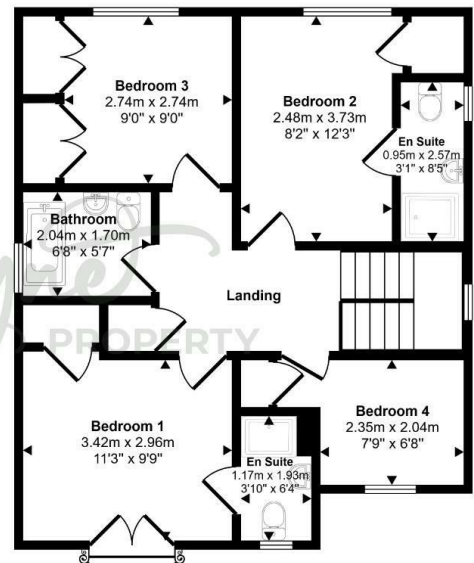 Bedroom 3
2.74m x 2.74m
9'0" x 9'0"
Bedroom 2
2.48m x 3.73m
8'2" x 12'3"
En Suite
0.95m x 2.57m
3'1" x 8'5"
Bathroom
2.04m x 1.70m
6'8" x 5'7"
Landing
PROPERTY
Bedroom 1
3.42m x 2.96m
11'3" x 9'9"
En Suite
1.17m x 1.93m
3'10" x 6'4"
Bedroom 4
2.35m x 2.04m
7'9" x 6'8"